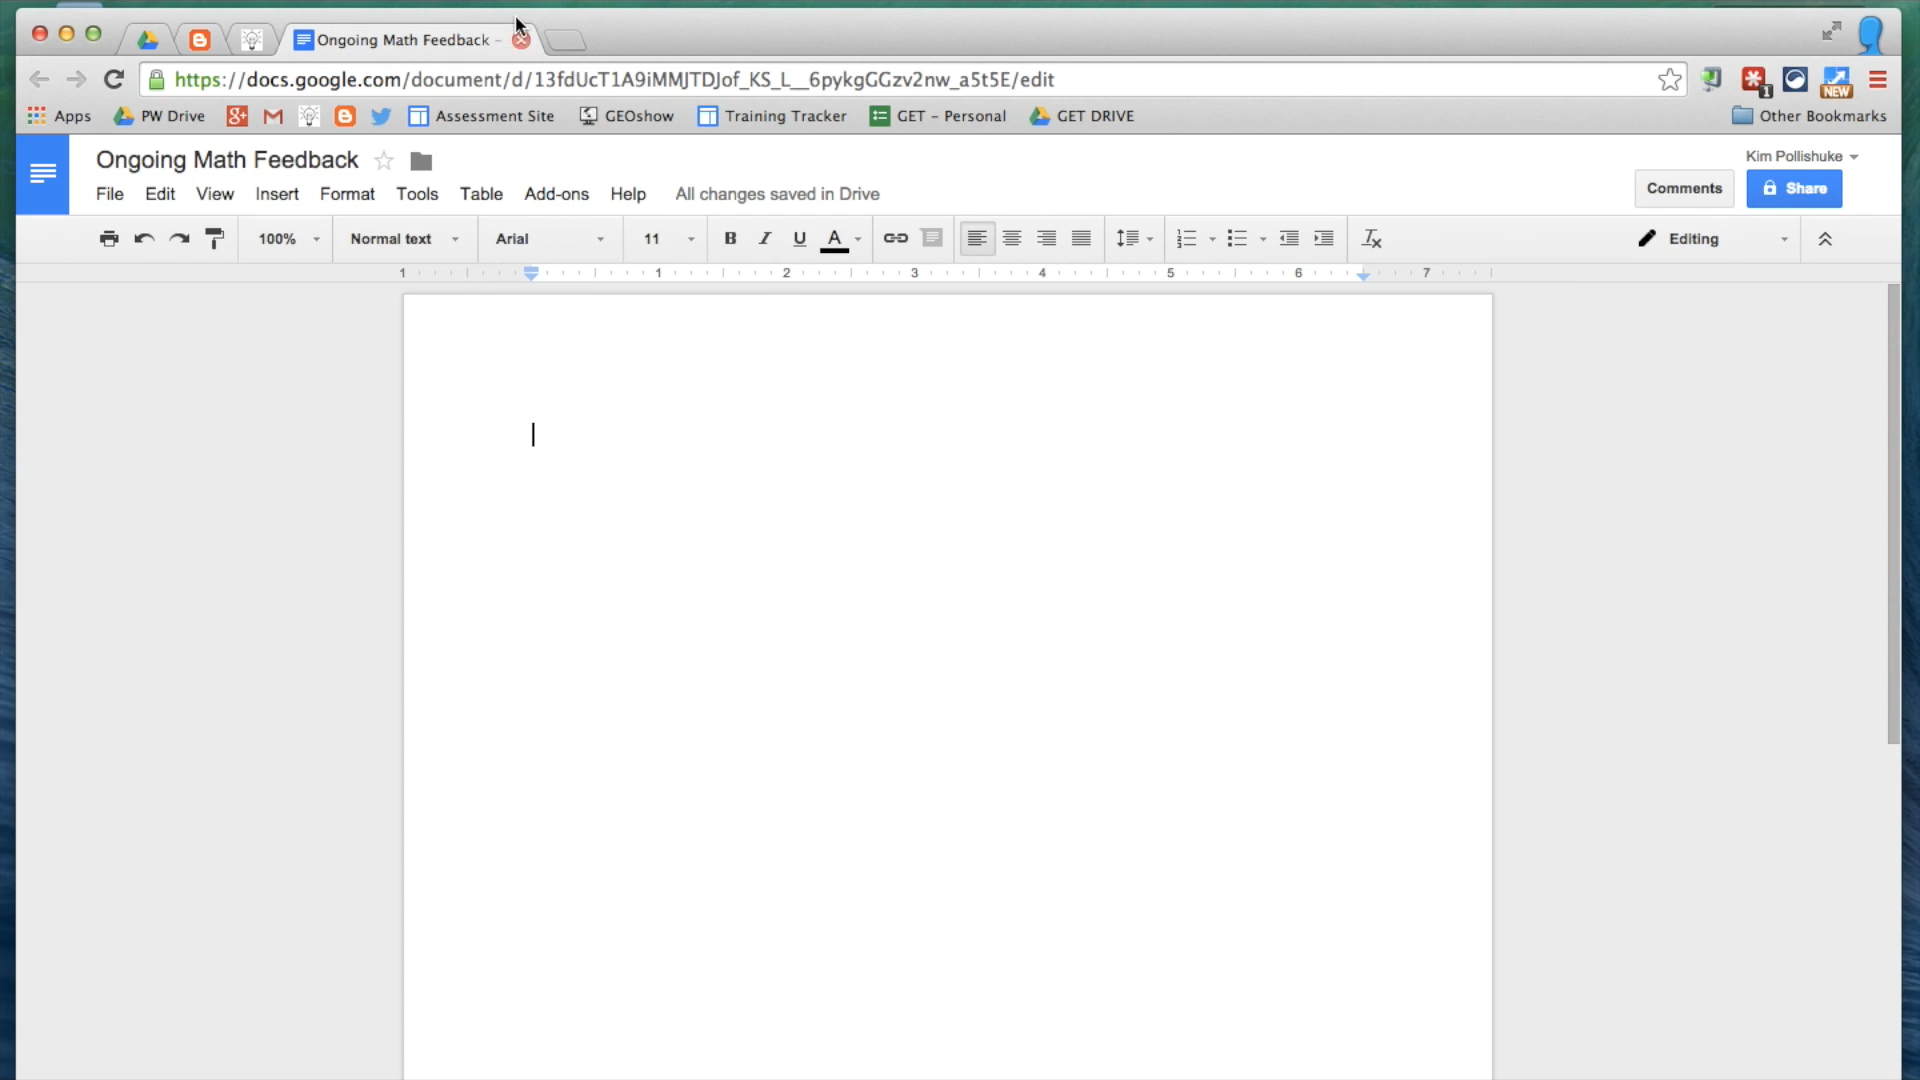 Ongoing Math Feedback -
https://docs.google.com/document/d/13fdUcT1A9iMMJTDJof_KS_L__6pykgGGzv2nw_a5t5E/edit
1
NEW
Apps PW Drive Assessment Site GEOshow Training Tracker GET - Personal GET DRIVE Other Bookmarks
Ongoing Math Feedback
Kim Pollishuke
File Edit View Insert Format Tools Table Add-ons Help All changes saved in Drive
Comments Share
100% Normal text Arial 11 B I U A Editing
1 1 2 3 4 5 6 7